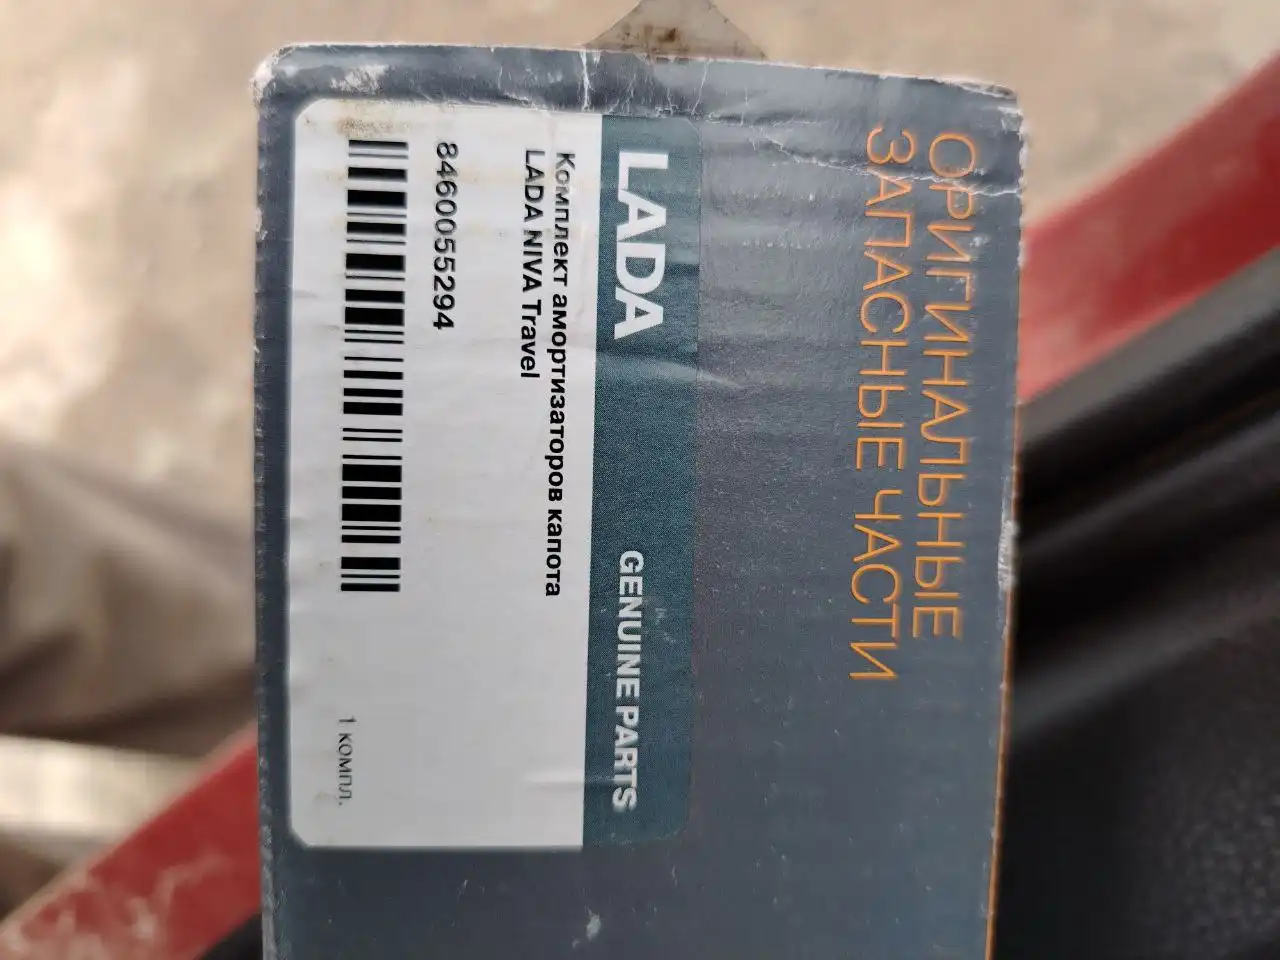 ОРИГИНАЛЬНЫЕ
ЗАПАСНЫЕ ЧАСТИ
LADA GENUINE PARTS
Комплект амортизаторов капота
LADA NIVA Travel
8460055294
1 компл.